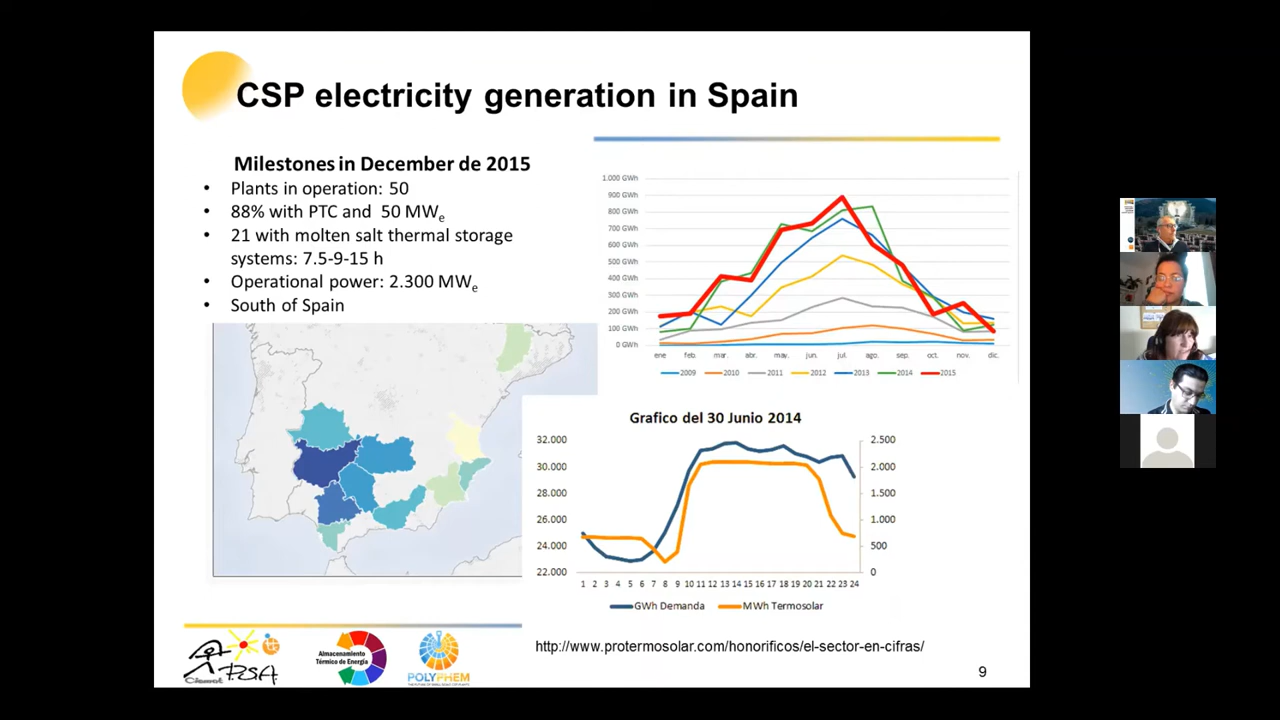 CSP electricity generation in Spain
Milestones in December de 2015
• Plants in operation: 50
• 88% with PTC and 50 MWe
• 21 with molten salt thermal storage
systems: 7.5-9-15 h
• Operational power: 2.300 MWe
• South of Spain
1.000 GWh
900 GWh
800 GWh
700 GWh
600 GWh
500 GWh
400 GWh
300 GWh
200 GWh
100 GWh
0 GWh
ene feb. mar. abr. may. jun. jul ago. sep. oct. nov. dic.
2009 2010 2011 2012 2013 2014 2015
Grafico del 30 Junio 2014
32.000
30.000
28.000
26.000
24.000
22.000
2.500
2.000
1.500
1.000
500
0
1 2 3 4 5 6 7 8 9 10 11 12 13 14 15 16 17 18 19 20 21 22 23 24
GWh Demanda MWh Termosolar
Ciemat PSA
Almacenamiento
Térmico de Energía
POLYPHEM
http://www.protermosolar.com/honorificos/el-sector-en-cifras/
9